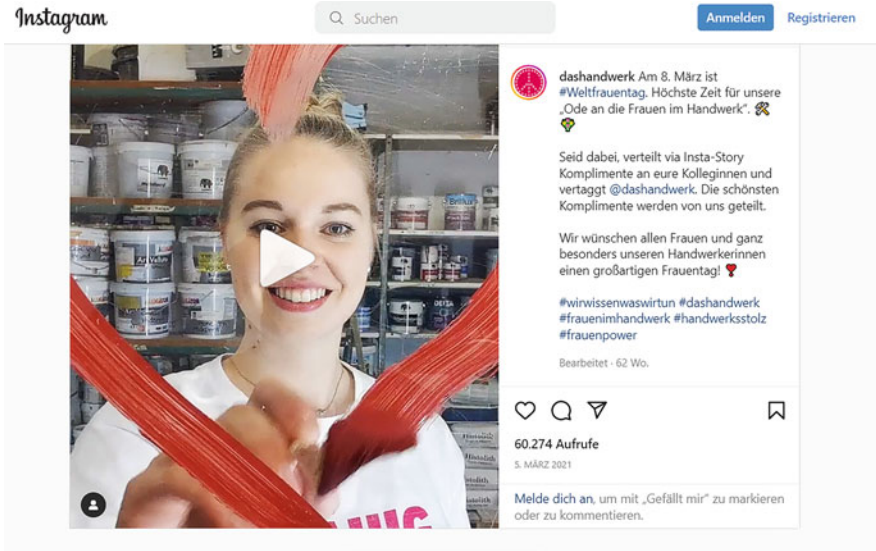 Instagram
Suchen
Anmelden
Registrieren
dashandwerk Am 8. März ist
#Weltfrauentag. Höchste Zeit für unsere
„Ode an die Frauen im Handwerk“. 🛠
💐
Seid dabei, verteilt via Insta-Story
Komplimente an eure Kolleginnen und
vertaggt @dashandwerk. Die schönsten
Komplimente werden von uns geteilt.
Wir wünschen allen Frauen und ganz
besonders unseren Handwerkerinnen
einen großartigen Frauentag! ❣
#wirwissenwaswirtun #dashandwerk
#frauenimhandwerk #handwerksstolz
#frauenpower
Bearbeitet · 62 Wo.
60.274 Aufrufe
5. MÄRZ 2021
Melde dich an, um mit „Gefällt mir“ zu markieren
oder zu kommentieren.
Brillux
Histolith
Histolith